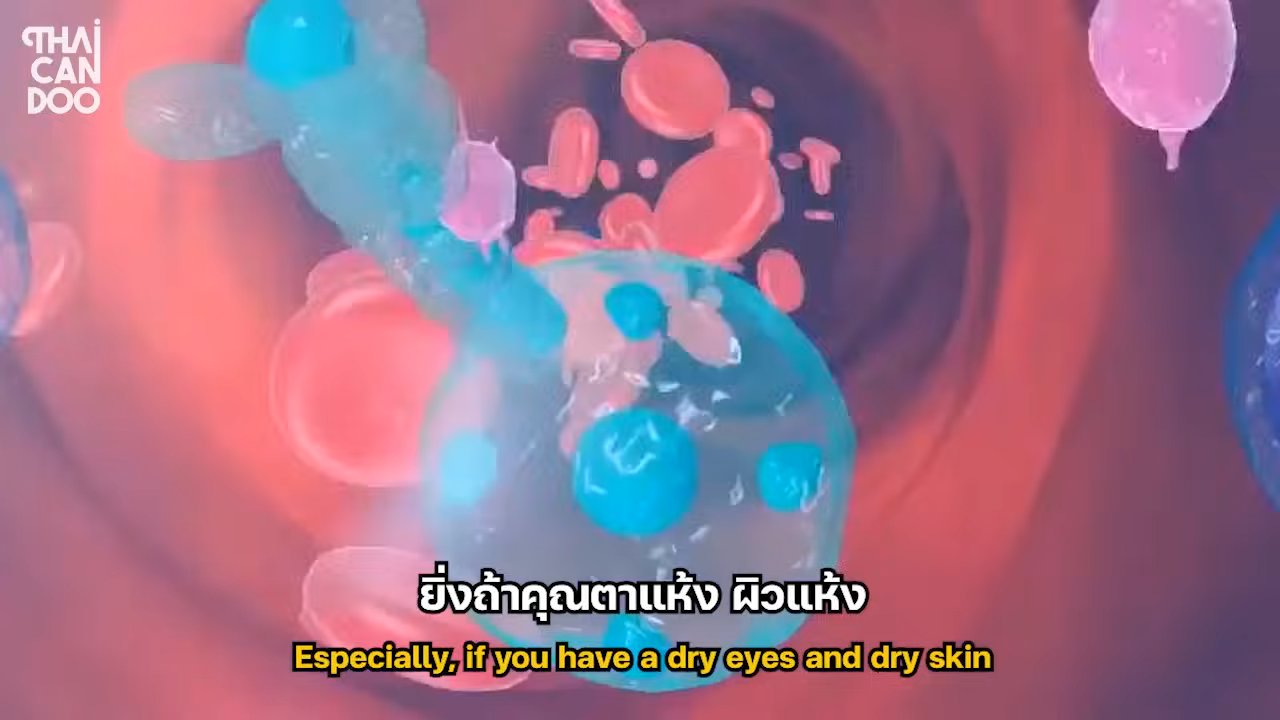 THAI
CAN
DOO
ยิ่งถ้าคุณตาแห้ง ผิวแห้ง
Especially, if you have a dry eyes and dry skin